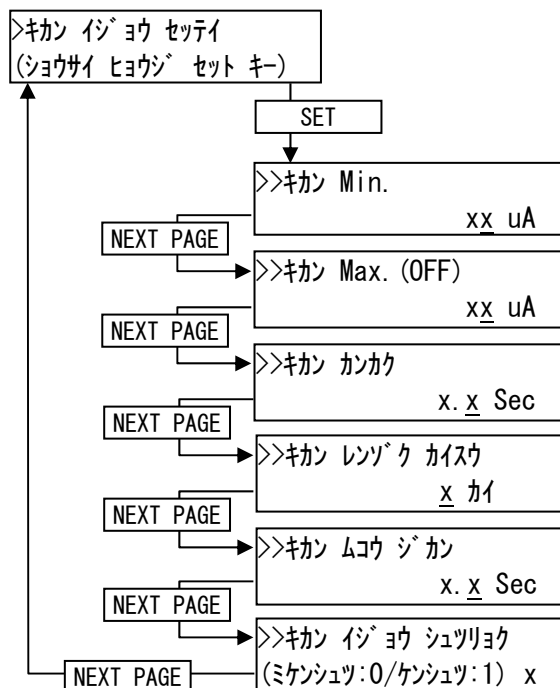 >ｷｶﾝ ｲｼﾞｮｳ ｾｯﾃｲ
(ｼｮｳｻｲ ﾋｮｳｼﾞ ｾｯﾄ ｷｰ)
SET
>>ｷｶﾝ Min.
xx uA
NEXT PAGE
>>ｷｶﾝ Max.(OFF)
xx uA
NEXT PAGE
>>ｷｶﾝ ｶﾝｶｸ
x.x Sec
NEXT PAGE
>>ｷｶﾝ ﾚﾝｿﾞｸ ｶｲｽｳ
x ｶｲ
NEXT PAGE
>>ｷｶﾝ ﾑｺｳ ｼﾞｶﾝ
x.x Sec
NEXT PAGE
>>ｷｶﾝ ｲｼﾞｮｳ ｼｭﾂﾘｮｸ
(ﾐｹﾝｼｭﾂ:0/ｹﾝｼｭﾂ:1) x
NEXT PAGE